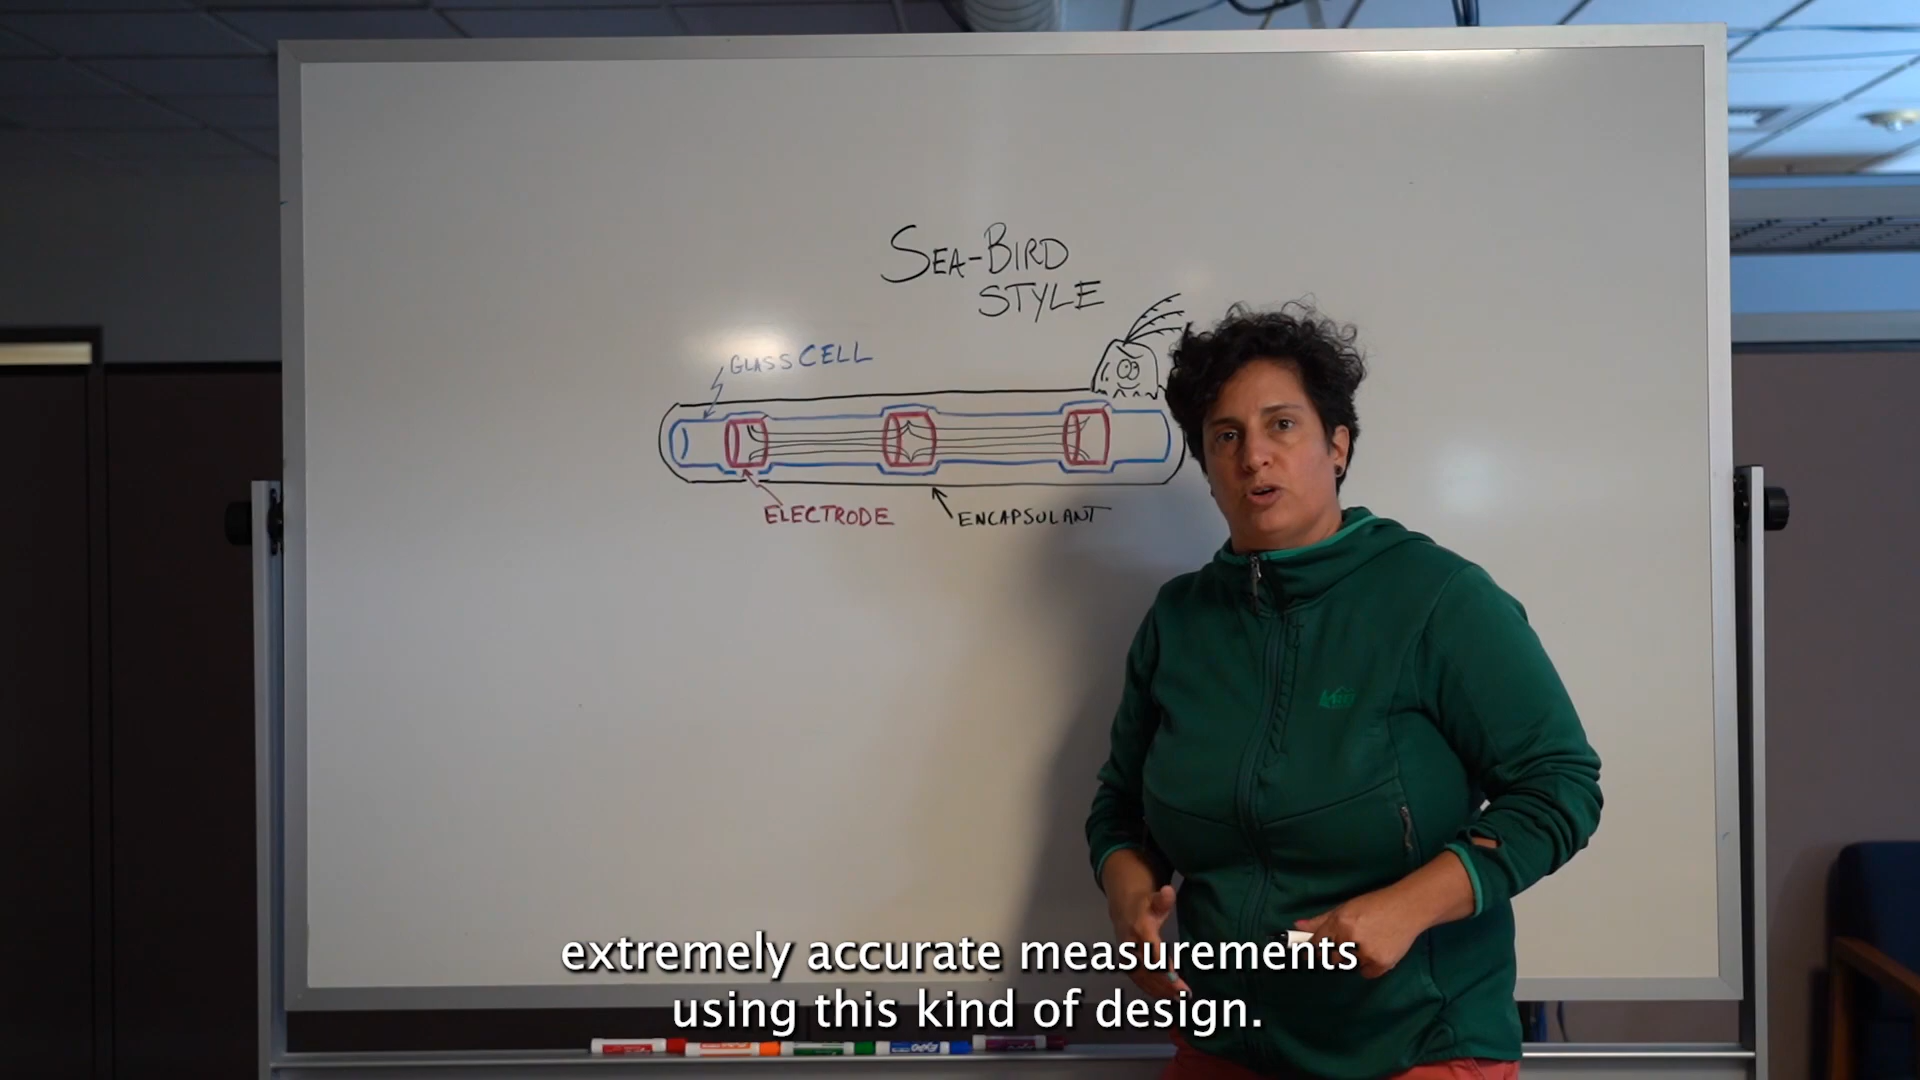 SEA-BIRD
STYLE
GLASS CELL
ELECTRODE
ENCAPSULANT
extremely accurate measurements
using this kind of design.